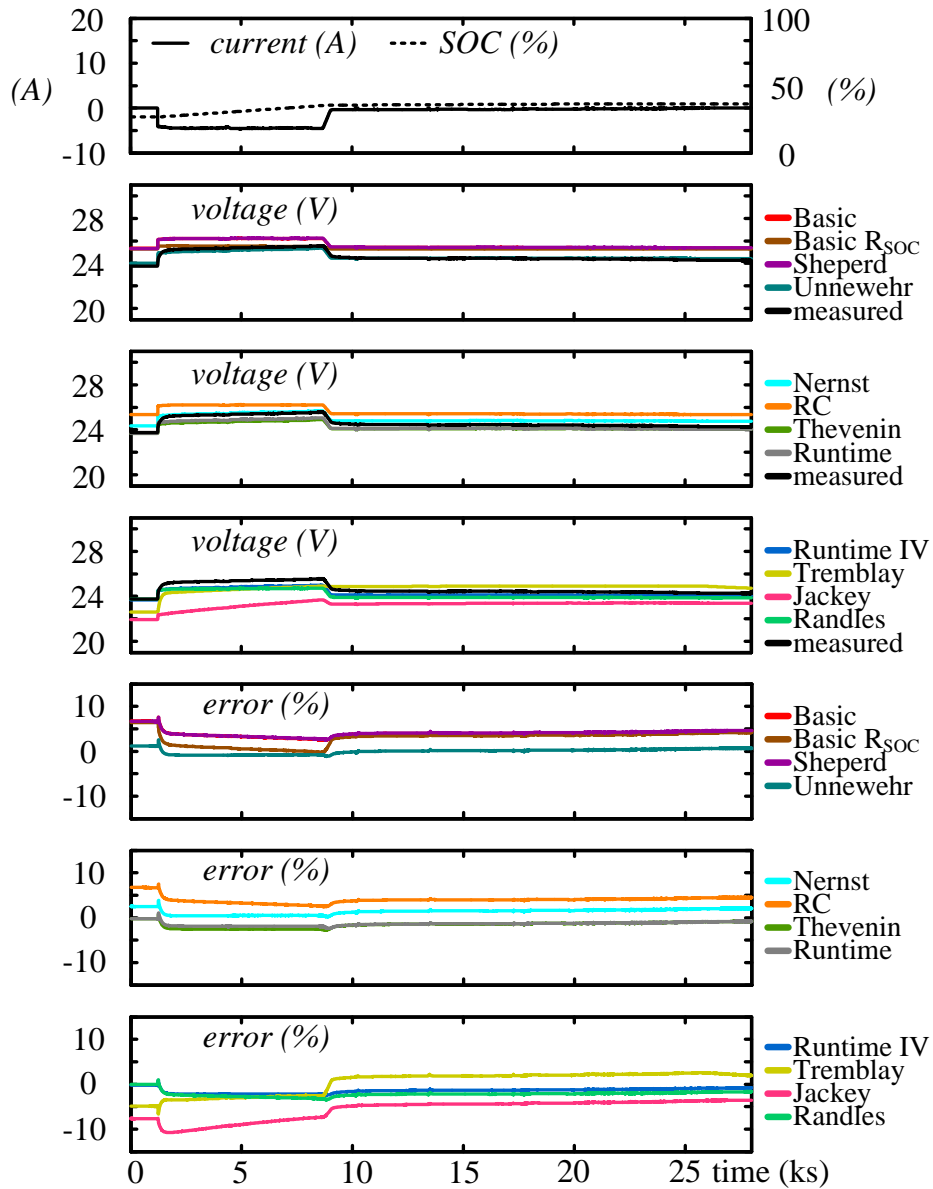 20
100
current (A)
SOC (%)
10
(A)
50
(%)
0
-10
0
voltage (V)
28
24
20
Basic
Basic RSOC
Sheperd
Unnewehr
measured
voltage (V)
28
24
20
Nernst
RC
Thevenin
Runtime
measured
voltage (V)
28
24
20
Runtime IV
Tremblay
Jackey
Randles
measured
error (%)
10
0
-10
Basic
Basic RSOC
Sheperd
Unnewehr
error (%)
10
0
-10
Nernst
RC
Thevenin
Runtime
error (%)
10
0
-10
Runtime IV
Tremblay
Jackey
Randles
0 5 10 15 20 25 time (ks)